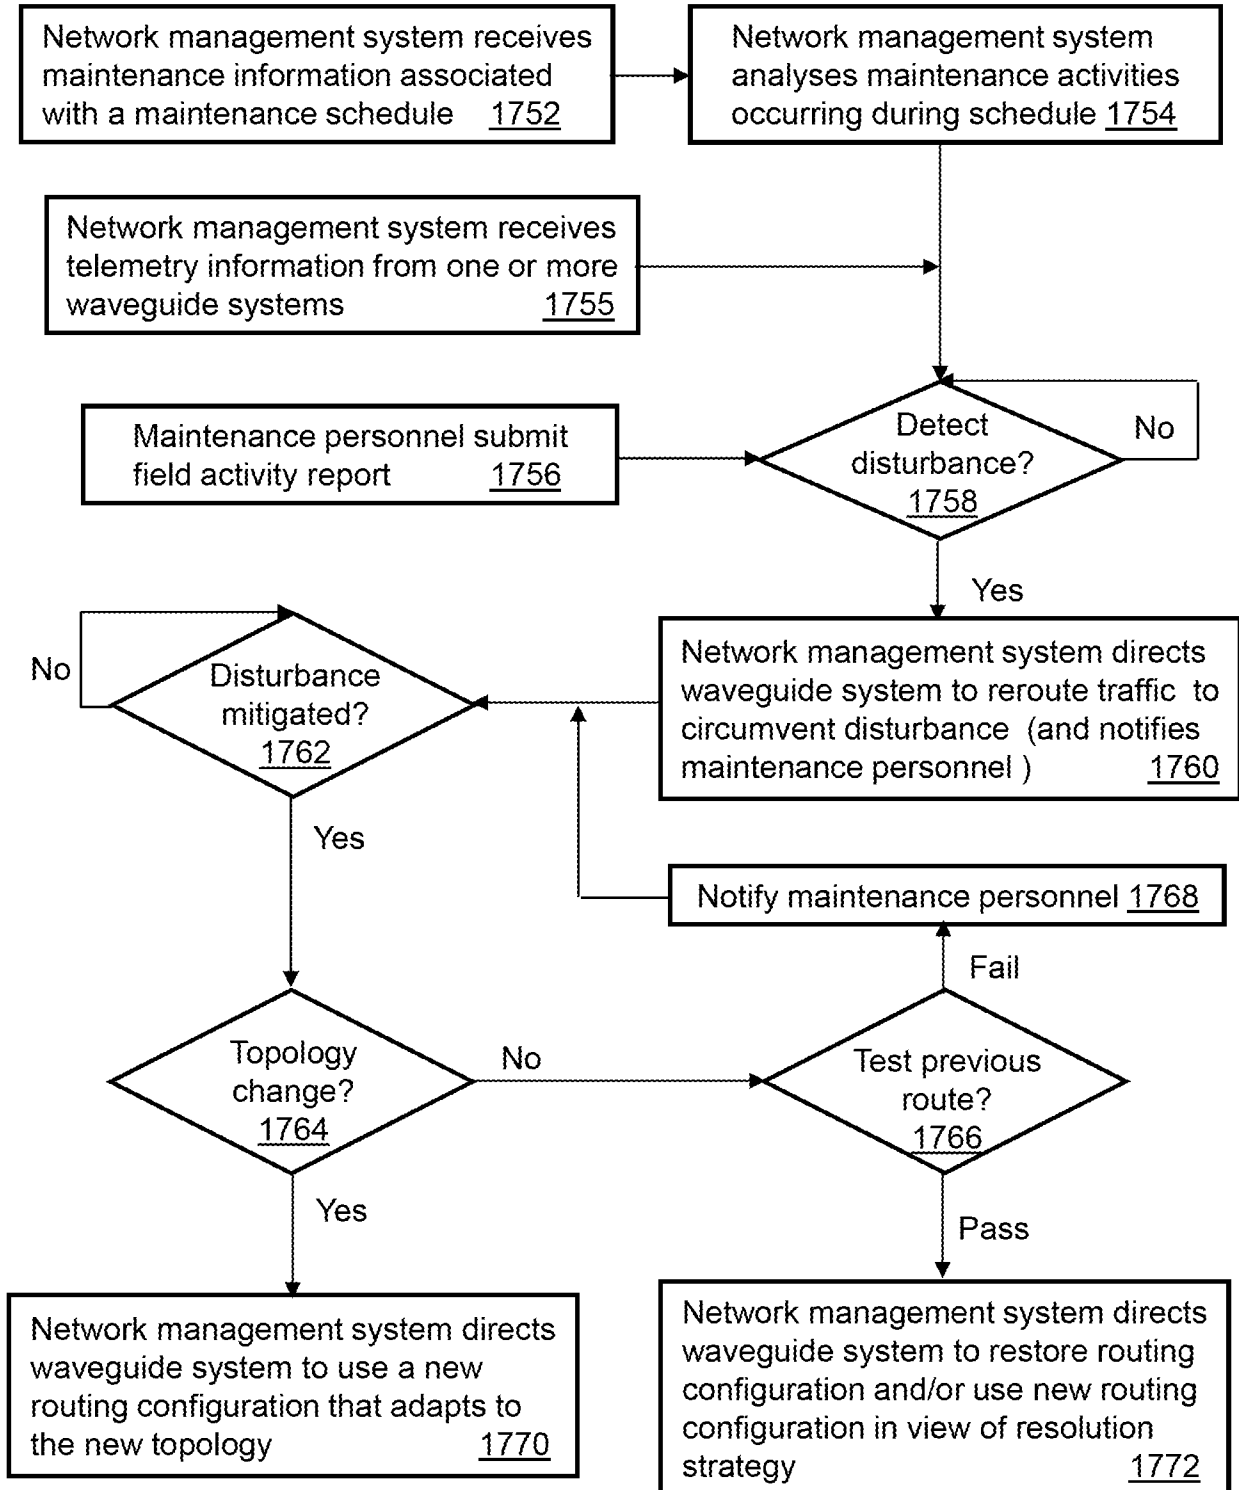 Network management system receives
maintenance information associated
with a maintenance schedule 1752
Network management system
analyses maintenance activities
occurring during schedule 1754
Network management system receives
telemetry information from one or more
waveguide systems 1755
Maintenance personnel submit
field activity report 1756
Detect
disturbance?
1758
No
Yes
Network management system directs
waveguide system to reroute traffic to
circumvent disturbance (and notifies
maintenance personnel ) 1760
No
Disturbance
mitigated?
1762
Yes
Notify maintenance personnel 1768
Fail
Topology
change?
1764
No
Test previous
route?
1766
Yes
Pass
Network management system directs
waveguide system to use a new
routing configuration that adapts to
the new topology 1770
Network management system directs
waveguide system to restore routing
configuration and/or use new routing
configuration in view of resolution
strategy 1772